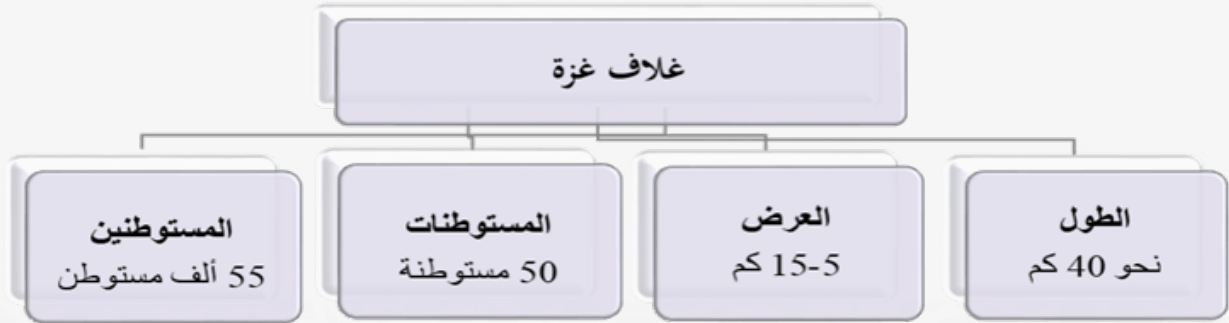 غلاف غزة
الطول
نحو 40 كم
العرض
5-15 كم
المستوطنات
50 مستوطنة
المستوطنين
55 ألف مستوطن